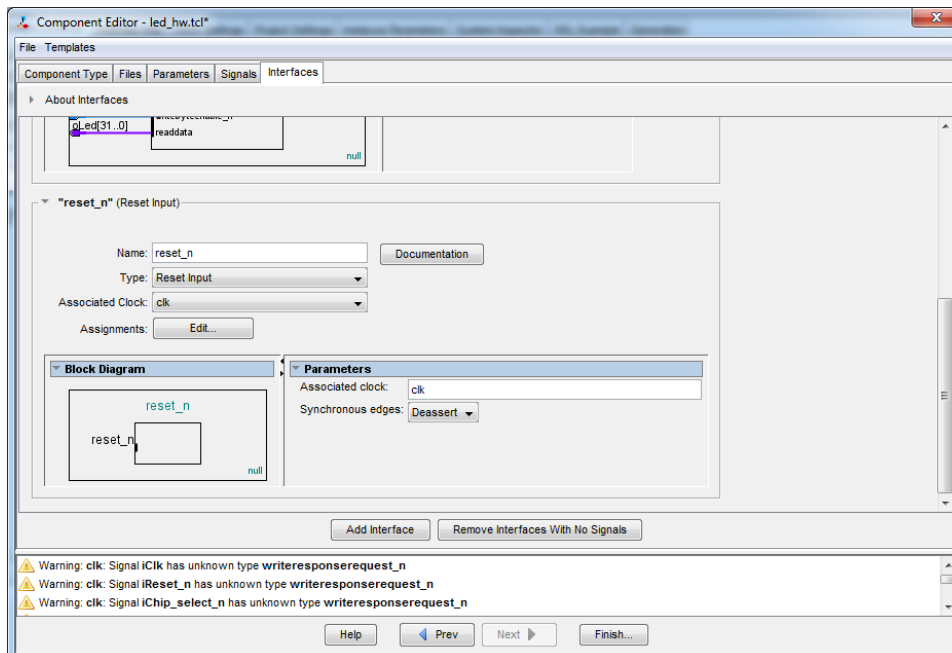 Component Editor - led_hw.tcl*
File Templates
Component Type Files Parameters Signals Interfaces
About Interfaces
oLed[31..0]
readdata
null
"reset_n" (Reset Input)
Name: reset_n Documentation
Type: Reset Input
Associated Clock: clk
Assignments: Edit...
Block Diagram Parameters
Associated clock: clk
reset_n
Synchronous edges: Deassert
reset_n
null
Add Interface Remove Interfaces With No Signals
Warning: clk: Signal iClk has unknown type writeresponserequest_n
Warning: clk: Signal iReset_n has unknown type writeresponserequest_n
Warning: clk: Signal iChip_select_n has unknown type writeresponserequest_n
Help Prev Next Finish...